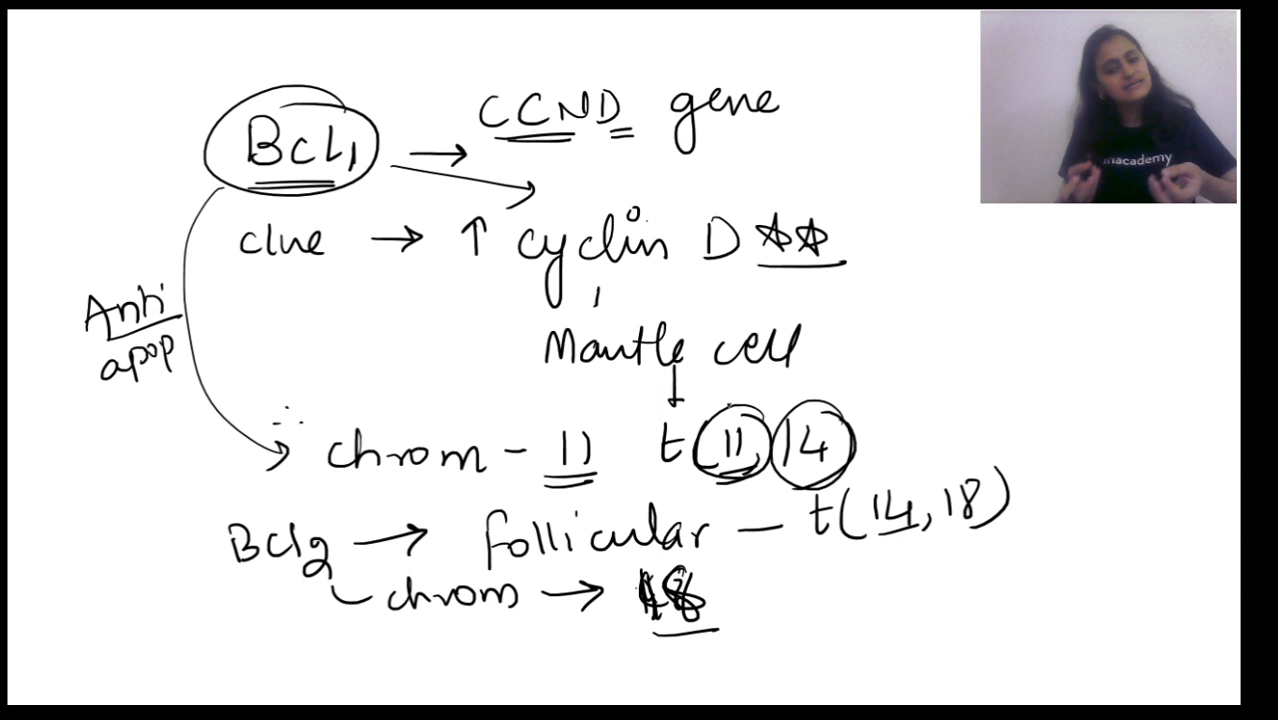 BCL1 → CCND gene
clue → ↑ cyclin D ☆☆
Anti
apop
Mantle cell
∴ chrom - 11 t(11,14)
Bcl2 → follicular — t(14,18)
chrom → 18
macademy